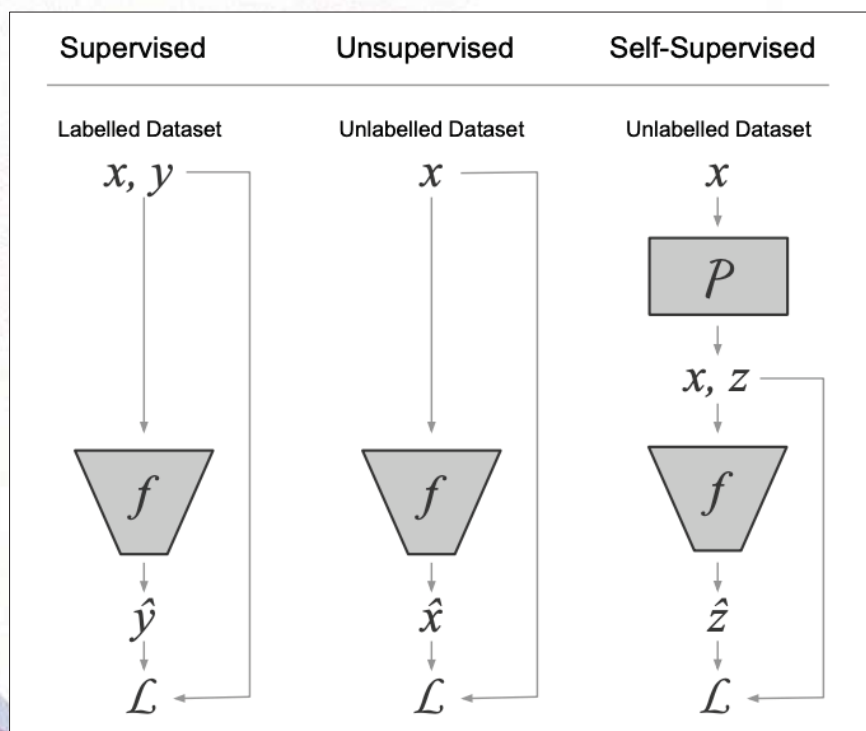 Supervised Unsupervised Self-Supervised
Labelled Dataset Unlabelled Dataset Unlabelled Dataset
x, y x x
𝒫
x, z
f f f
ŷ x̂ ẑ
ℒ ℒ ℒ